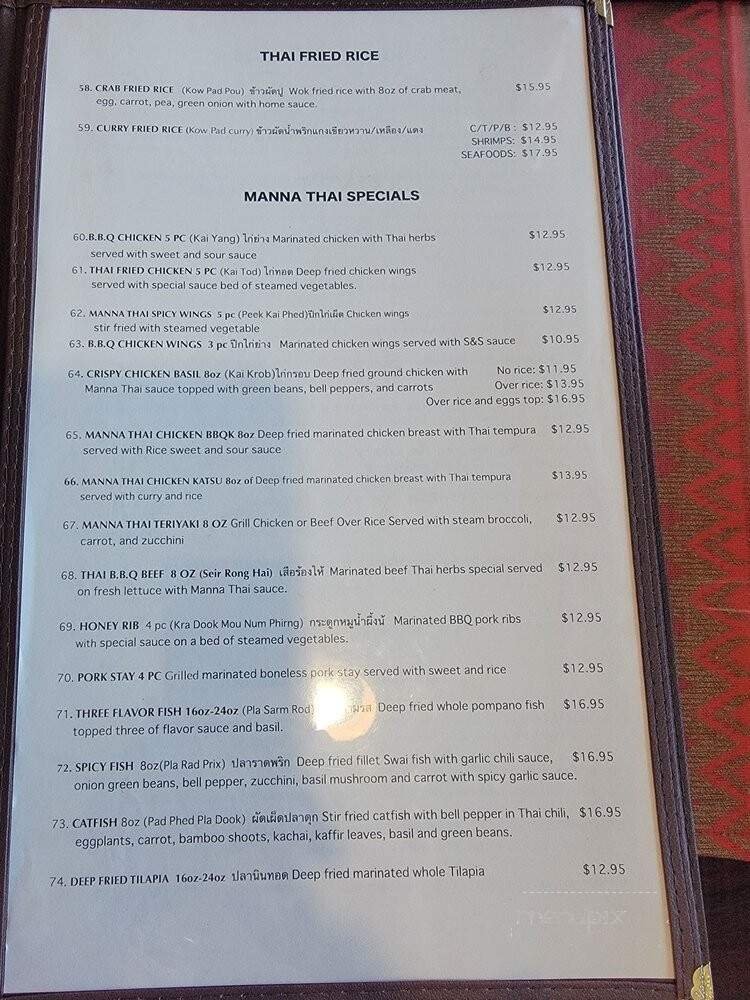 THAI FRIED RICE
58. CRAB FRIED RICE (Kow Pad Pou) ข้าวผัดปู Wok fried rice with 8oz of crab meat, $15.95
egg, carrot, pea, green onion with home sauce.
59. CURRY FRIED RICE (Kow Pad curry) ข้าวผัดน้ำพริกแกงเขียวหวาน/เหลือง/แดง C/T/P/B : $12.95
SHRIMPS: $14.95
SEAFOODS: $17.95
MANNA THAI SPECIALS
60.B.B.Q CHICKEN 5 PC (Kai Yang) ไก่ย่าง Marinated chicken with Thai herbs $12.95
served with sweet and sour sauce
61. THAI FRIED CHICKEN 5 PC (Kai Tod) ไก่ทอด Deep fried chicken wings $12.95
served with special sauce bed of steamed vegetables.
62. MANNA THAI SPICY WINGS 5 pc (Peek Kai Phed)ปีกไก่เผ็ด Chicken wings $12.95
stir fried with steamed vegetable
63. B.B.Q CHICKEN WINGS 3 pc ปีกไก่ย่าง Marinated chicken wings served with S&S sauce $10.95
64. CRISPY CHICKEN BASIL 8oz (Kai Krob)ไก่กรอบ Deep fried ground chicken with No rice: $11.95
Manna Thai sauce topped with green beans, bell peppers, and carrots Over rice: $13.95
Over rice and eggs top: $16.95
65. MANNA THAI CHICKEN BBQK 8oz Deep fried marinated chicken breast with Thai tempura $12.95
served with Rice sweet and sour sauce
66. MANNA THAI CHICKEN KATSU 8oz of Deep fried marinated chicken breast with Thai tempura $13.95
served with curry and rice
67. MANNA THAI TERIYAKI 8 OZ Grill Chicken or Beef Over Rice Served with steam broccoli, $12.95
carrot, and zucchini
68. THAI B.B.Q BEEF 8 OZ (Seir Rong Hai) เสือร้องไห้ Marinated beef Thai herbs special served $12.95
on fresh lettuce with Manna Thai sauce.
69. HONEY RIB 4 pc (Kra Dook Mou Num Phirng) กระดูกหมูน้ำผึ้งนั Marinated BBQ pork ribs $12.95
with special sauce on a bed of steamed vegetables.
70. PORK STAY 4 PC Grilled marinated boneless pork stay served with sweet and rice $12.95
71. THREE FLAVOR FISH 16oz-24oz (Pla Sarm Rod) Deep fried whole pompano fish $16.95
topped three of flavor sauce and basil.
72. SPICY FISH 8oz(Pla Rad Prix) ปลาราดพริก Deep fried fillet Swai fish with garlic chili sauce, $16.95
onion green beans, bell pepper, zucchini, basil mushroom and carrot with spicy garlic sauce.
73. CATFISH 8oz (Pad Phed Pla Dook) ผัดเผ็ดปลาดุก Stir fried catfish with bell pepper in Thai chili, $16.95
eggplants, carrot, bamboo shoots, kachai, kaffir leaves, basil and green beans.
74. DEEP FRIED TILAPIA 16oz-24oz ปลานินทอด Deep fried marinated whole Tilapia $12.95